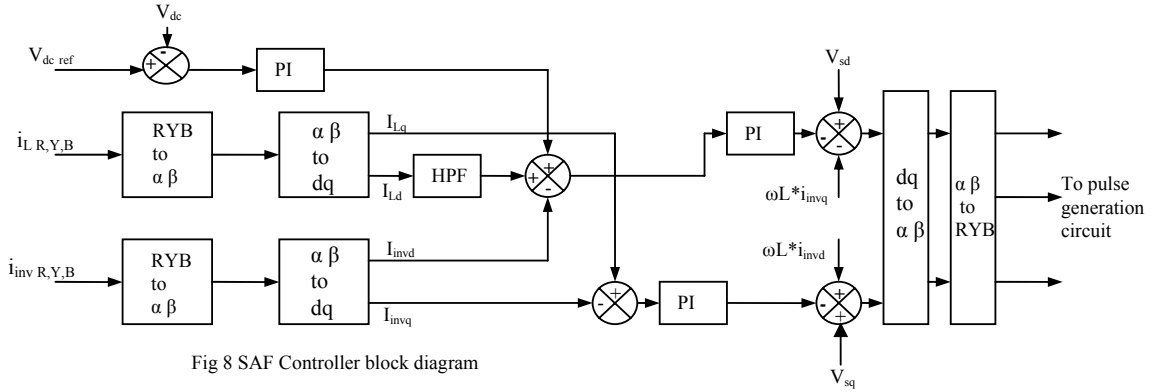 V_dc
V_dc ref
+
-
PI
i_L R,Y,B
RYB
to
α β
α β
to
dq
I_Lq
I_Ld
HPF
+
+
-
i_inv R,Y,B
RYB
to
α β
α β
to
dq
I_invd
I_invq
+
-
PI
PI
V_sd
+
-
-
ωL*i_invq
ωL*i_invd
+
-
+
V_sq
dq
to
α β
α β
to
RYB
To pulse
generation
circuit
Fig 8 SAF Controller block diagram